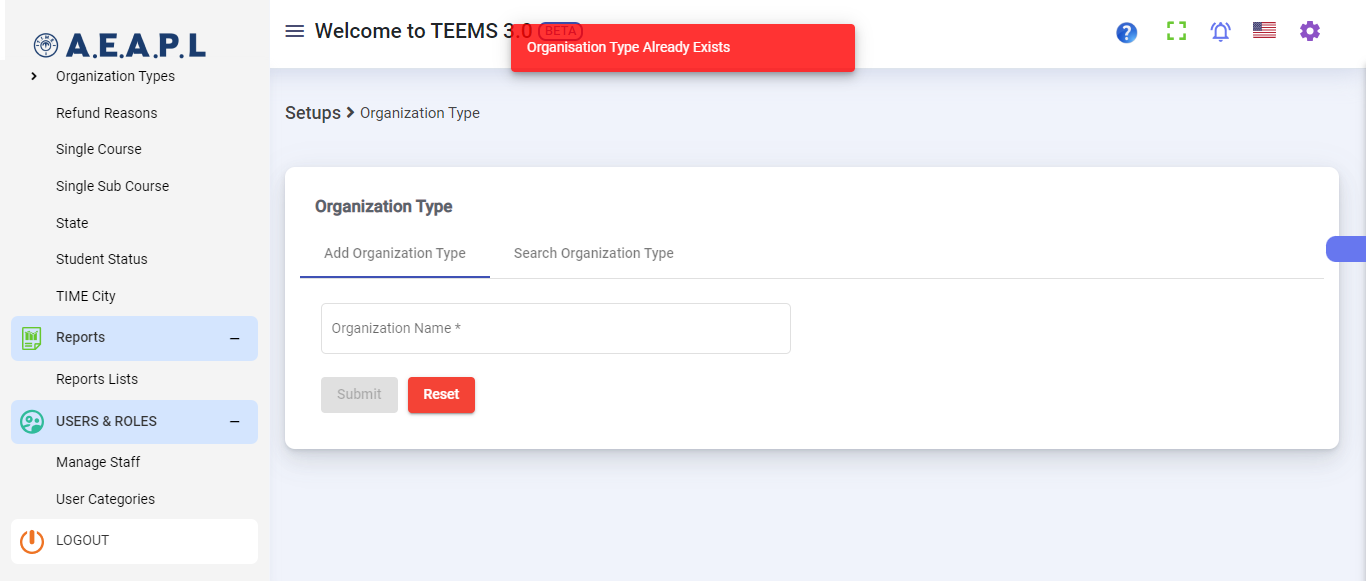 A.E.A.P.L
Organization Types
Refund Reasons
Single Course
Single Sub Course
State
Student Status
TIME City
Reports
Reports Lists
USERS & ROLES
Manage Staff
User Categories
LOGOUT
Welcome to TEEMS 3.0 BETA
Organisation Type Already Exists
Setups > Organization Type
Organization Type
Add Organization Type Search Organization Type
Organization Name *
Submit Reset